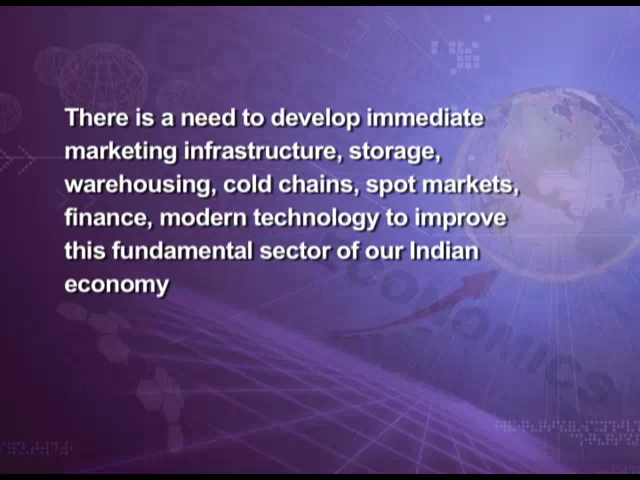 There is a need to develop immediate
marketing infrastructure, storage,
warehousing, cold chains, spot markets,
finance, modern technology to improve
this fundamental sector of our Indian
economy
ECONOMICS